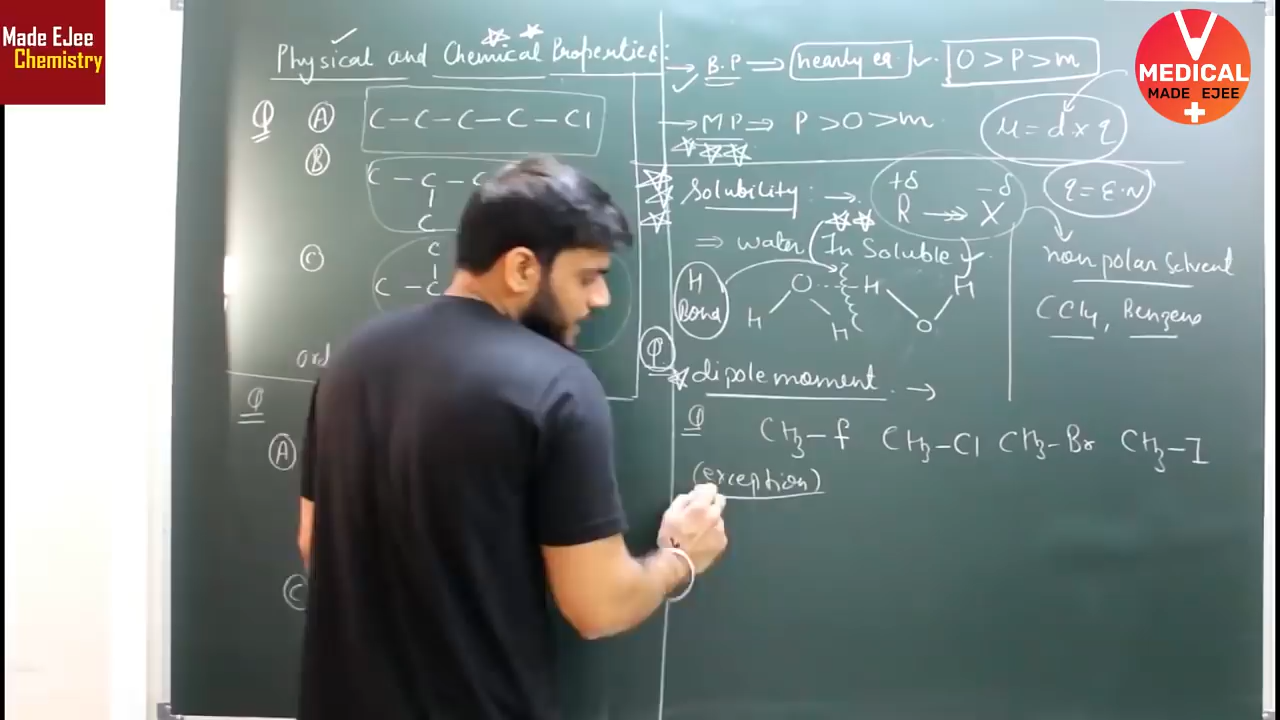 Made EJee
Chemistry
MEDICAL
MADE EJEE
Physical and Chemical Properties:
Q (A) C-C-C-C-Cl
(B) C-C-C
C
C
(C) C-C
ord
Q
(A)
(C)
→ B.P ⇒ nearly eq. O>P>m
→ MP ⇒ P>O>m
μ=d×q
Solubility: →
+δ -δ
R →> X
q=E.N
⇒ water (In Soluble)
non polar Solvent
CCl4, Benzene
H
Bond
O H H
H H O
Q.
dipole moment. →
Q CH3-f CH3-Cl CH3-Br CH3-I
(exception)